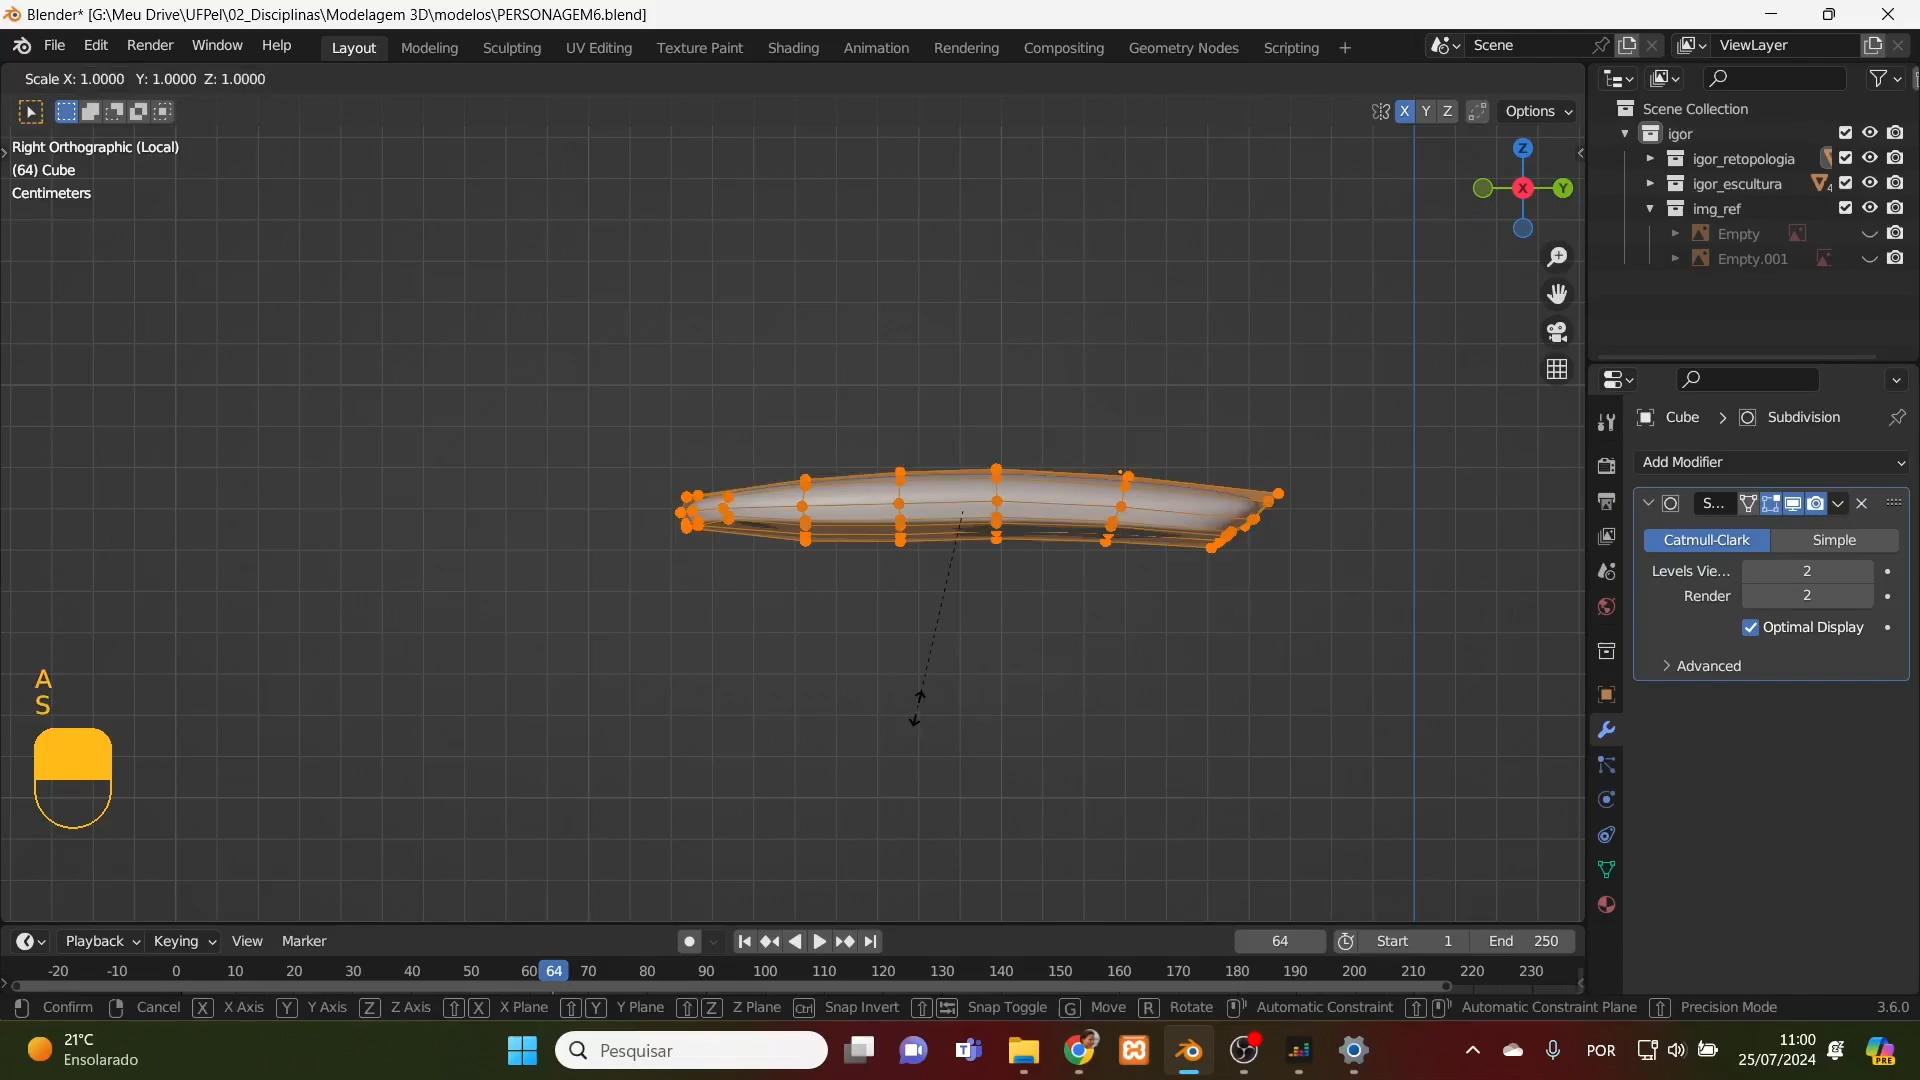 Blender* [G:\Meu Drive\UFPel\02_Disciplinas\Modelagem 3D\modelos\PERSONAGEM6.blend]
File Edit Render Window Help Layout Modeling Sculpting UV Editing Texture Paint Shading Animation Rendering Compositing Geometry Nodes Scripting + Scene ViewLayer
Scale X: 1.0000 Y: 1.0000 Z: 1.0000
X Y Z Options
Right Orthographic (Local)
(64) Cube
Centimeters
Z
X
Y
Scene Collection
igor
igor_retopologia
igor_escultura 4
img_ref
Empty
Empty.001
Cube > Subdivision
Add Modifier
S...
Catmull-Clark Simple
Levels Vie... 2
Render 2
Optimal Display
Advanced
A
S
Playback Keying View Marker 64 Start 1 End 250
-20 -10 0 10 20 30 40 50 60 64 70 80 90 100 110 120 130 140 150 160 170 180 190 200 210 220 230
Confirm Cancel X X Axis Y Y Axis Z Z Axis X X Plane Y Y Plane Z Z Plane Ctrl Snap Invert Snap Toggle G Move R Rotate Automatic Constraint Automatic Constraint Plane Precision Mode 3.6.0
21°C
Ensolarado
Pesquisar
POR
11:00
25/07/2024
PRE